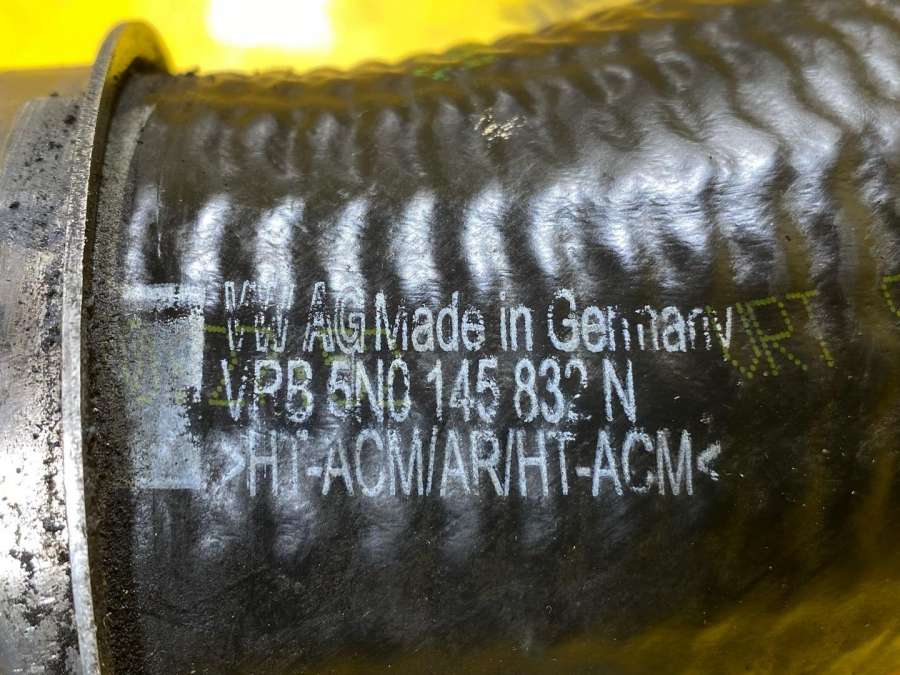 VW AG Made in Germany
VPB 5N0 145 832 N
>HT-ACM/AR/HT-ACM<